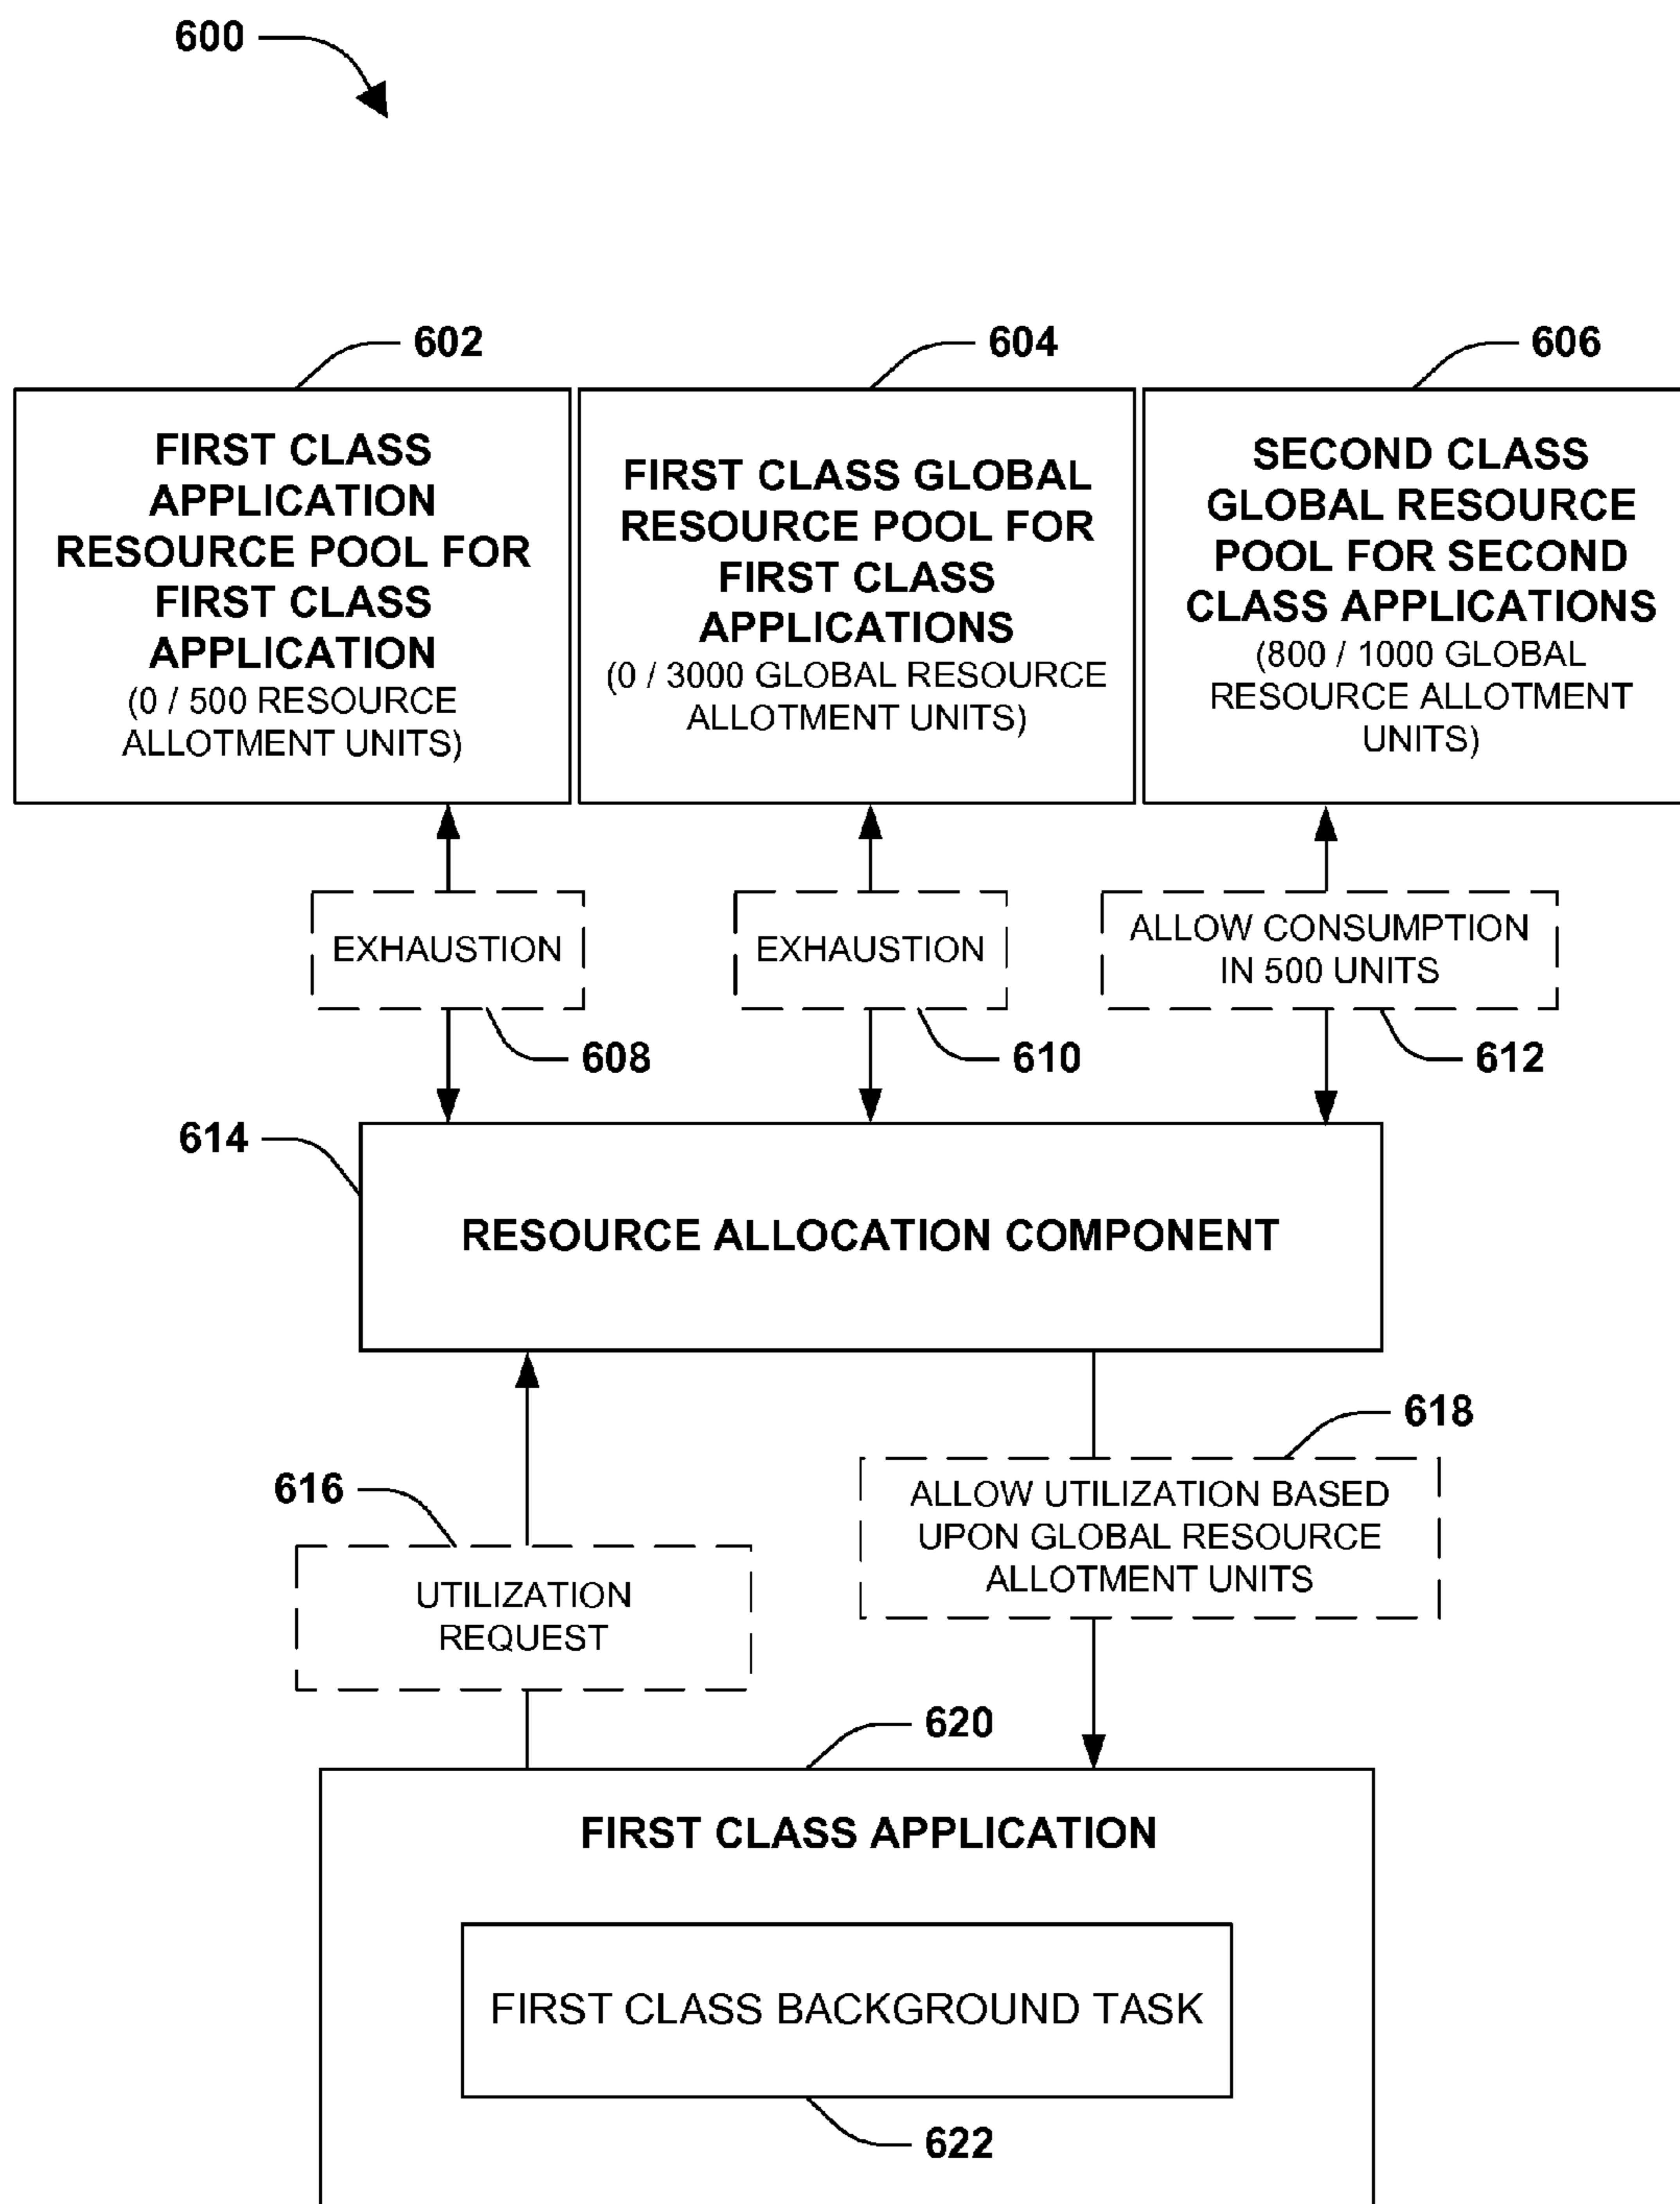 600
602
604
606
FIRST CLASS
APPLICATION
RESOURCE POOL FOR
FIRST CLASS
APPLICATION
(0 / 500 RESOURCE
ALLOTMENT UNITS)
FIRST CLASS GLOBAL
RESOURCE POOL FOR
FIRST CLASS
APPLICATIONS
(0 / 3000 GLOBAL RESOURCE
ALLOTMENT UNITS)
SECOND CLASS
GLOBAL RESOURCE
POOL FOR SECOND
CLASS APPLICATIONS
(800 / 1000 GLOBAL
RESOURCE ALLOTMENT
UNITS)
EXHAUSTION
EXHAUSTION
ALLOW CONSUMPTION
IN 500 UNITS
608
610
612
614
RESOURCE ALLOCATION COMPONENT
616
618
UTILIZATION
REQUEST
ALLOW UTILIZATION BASED
UPON GLOBAL RESOURCE
ALLOTMENT UNITS
620
FIRST CLASS APPLICATION
FIRST CLASS BACKGROUND TASK
622